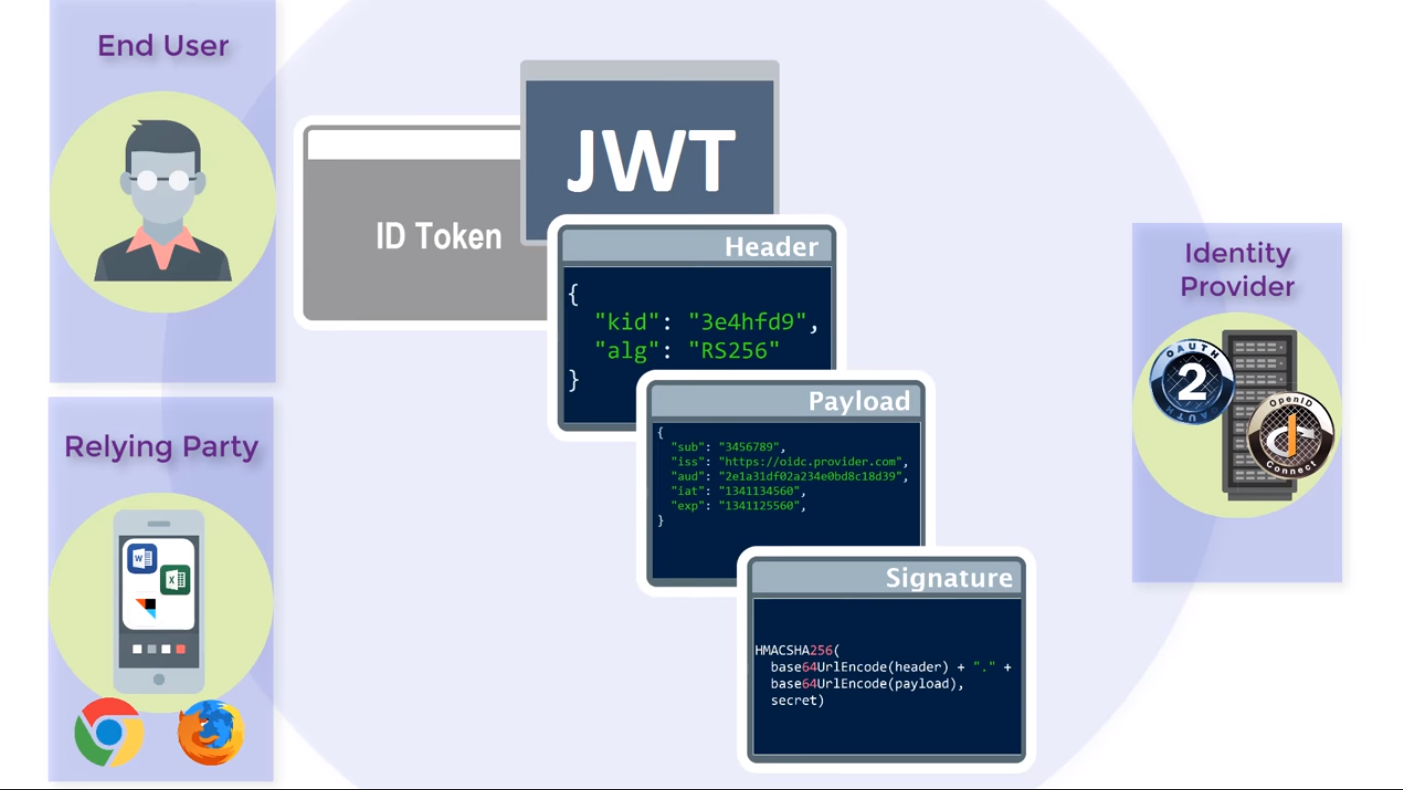 End User
JWT
ID Token
Header
{
"kid": "3e4hfd9",
"alg": "RS256"
}
Payload
{
"sub": "3456789",
"iss": "https://oidc.provider.com",
"aud": "2e1a31df02a234e0bd8c18d39",
"iat": "1341134560",
"exp": "1341125560",
}
Signature
HMACSHA256(
base64UrlEncode(header) + "." +
base64UrlEncode(payload),
secret)
Relying Party
W
X
Identity
Provider
OAUTH
2
OAUTH
OpenID
Connect